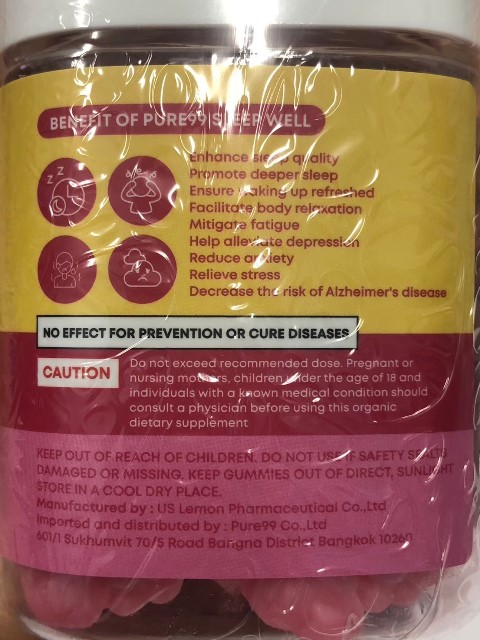 BENEFIT OF PURE99 SLEEP WELL
Enhance sleep quality
Promote deeper sleep
Ensure waking up refreshed
Facilitate body relaxation
Mitigate fatigue
Help alleviate depression
Reduce anxiety
Relieve stress
Decrease the risk of Alzheimer's disease
NO EFFECT FOR PREVENTION OR CURE DISEASES
CAUTION
Do not exceed recommended dose. Pregnant or
nursing mothers, children under the age of 18 and
individuals with a known medical condition should
consult a physician before using this organic
dietary supplement
KEEP OUT OF REACH OF CHILDREN. DO NOT USE IF SAFETY SEAL IS
DAMAGED OR MISSING, KEEP GUMMIES OUT OF DIRECT, SUNLIGHT
STORE IN A COOL DRY PLACE.
Manufactured by : US Lemon Pharmaceutical Co.,Ltd
Imported and distributed by : Pure99 Co.,Ltd
601/1 Sukhumvit 70/5 Road Bangna District Bangkok 10260